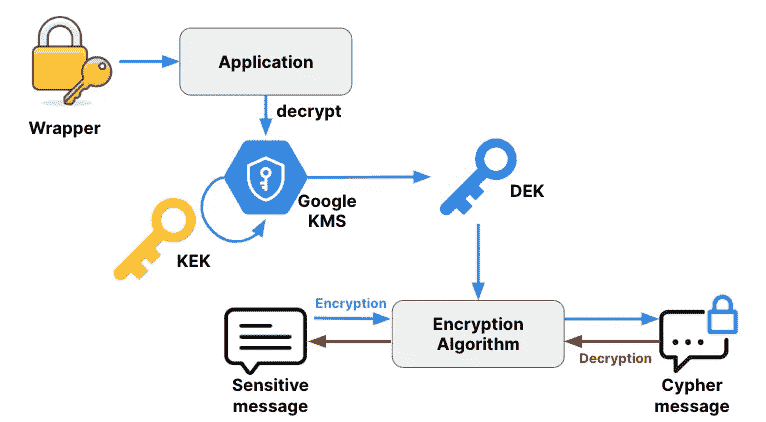 Application
Wrapper
decrypt
Google
KMS
KEK
DEK
Encryption
Encryption
Algorithm
Decryption
Sensitive
message
Cypher
message